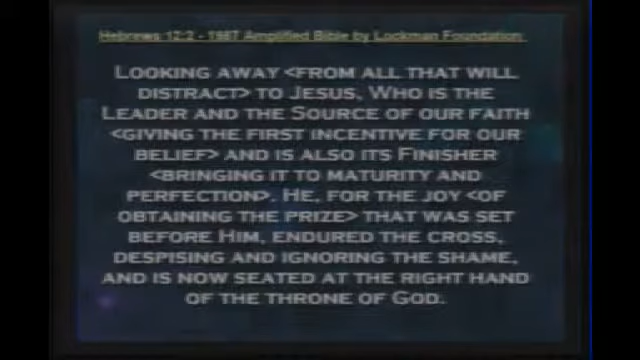 Hebrews 12:2 - 1987 Amplified Bible by Lockman Foundation
LOOKING AWAY <FROM ALL THAT WILL
DISTRACT> TO JESUS, WHO IS THE
LEADER AND THE SOURCE OF OUR FAITH
<GIVING THE FIRST INCENTIVE FOR OUR
BELIEF> AND IS ALSO ITS FINISHER
<BRINGING IT TO MATURITY AND
PERFECTION>. HE, FOR THE JOY <OF
OBTAINING THE PRIZE> THAT WAS SET
BEFORE HIM, ENDURED THE CROSS,
DESPISING AND IGNORING THE SHAME,
AND IS NOW SEATED AT THE RIGHT HAND
OF THE THRONE OF GOD.